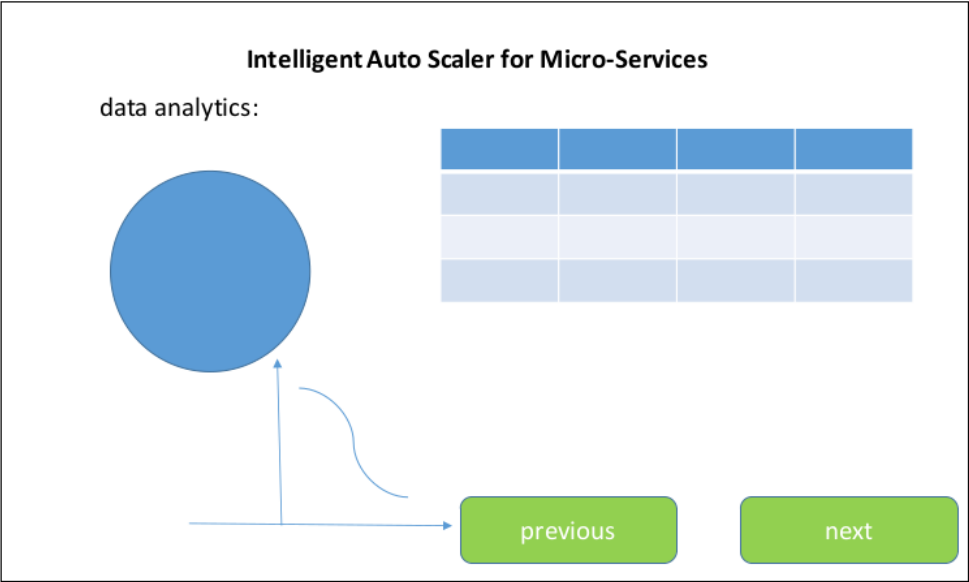 Intelligent Auto Scaler for Micro-Services
data analytics:
previous
next